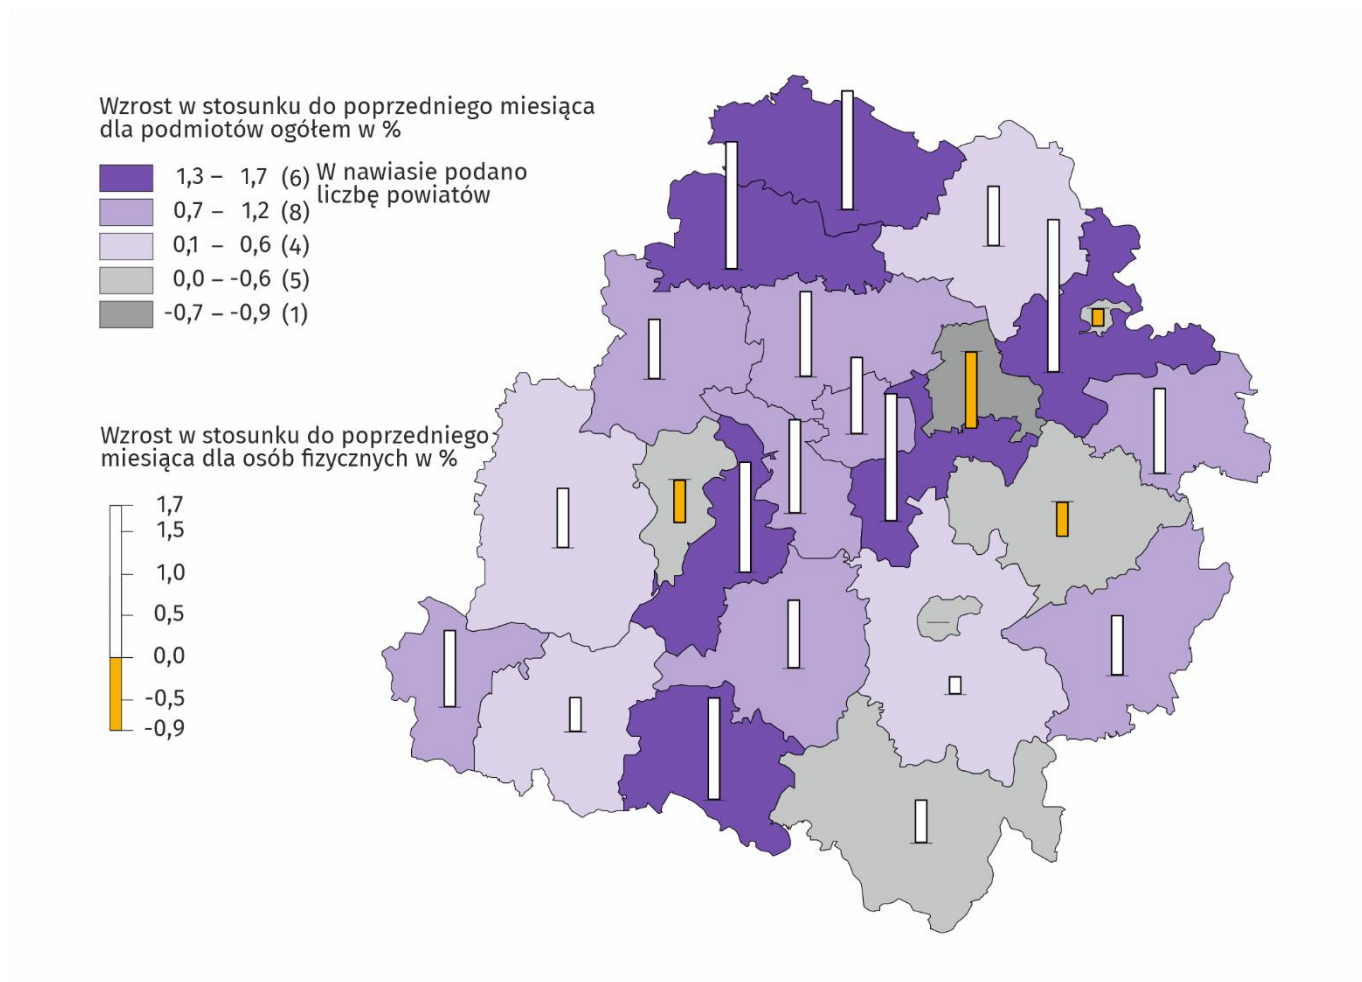 Wzrost w stosunku do poprzedniego miesiąca
dla podmiotów ogółem w %
1,3 – 1,7 (6)
W nawiasie podano
liczbę powiatów
0,7 – 1,2 (8)
0,1 – 0,6 (4)
0,0 – -0,6 (5)
-0,7 – -0,9 (1)
Wzrost w stosunku do poprzedniego
miesiąca dla osób fizycznych w %
1,7
1,5
1,0
0,5
0,0
-0,5
-0,9